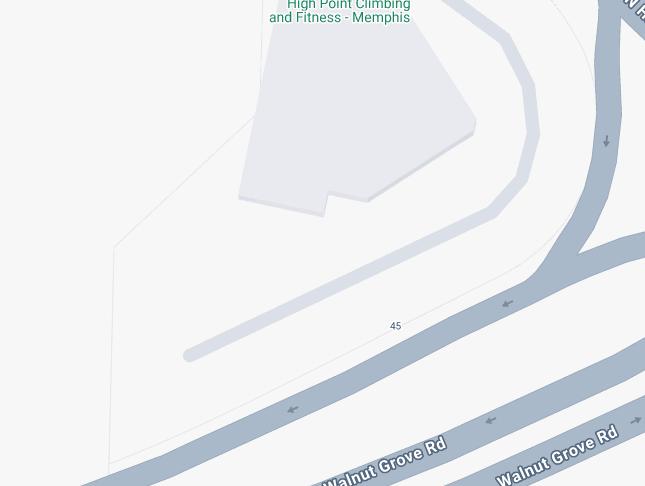 High Point Climbing
and Fitness - Memphis
45
Walnut Grove Rd
Walnut Grove Rd